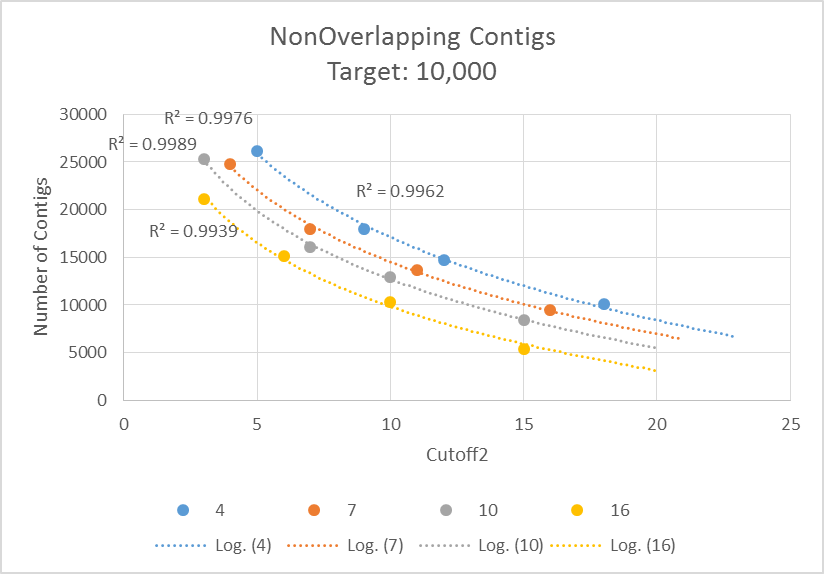 NonOverlapping Contigs
Target: 10,000
30000
25000
20000
15000
10000
5000
0
Number of Contigs
R² = 0.9976
R² = 0.9989
R² = 0.9962
R² = 0.9939
0 5 10 15 20 25
Cutoff2
4 7 10 16
Log. (4) Log. (7) Log. (10) Log. (16)